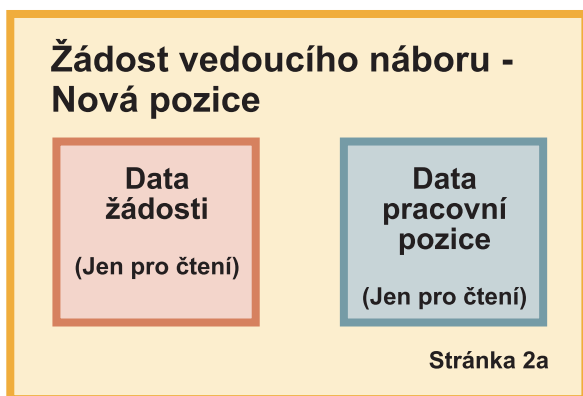 Žádost vedoucího náboru -
Nová pozice
Data
žádosti
(Jen pro čtení)
Data
pracovní
pozice
(Jen pro čtení)
Stránka 2a